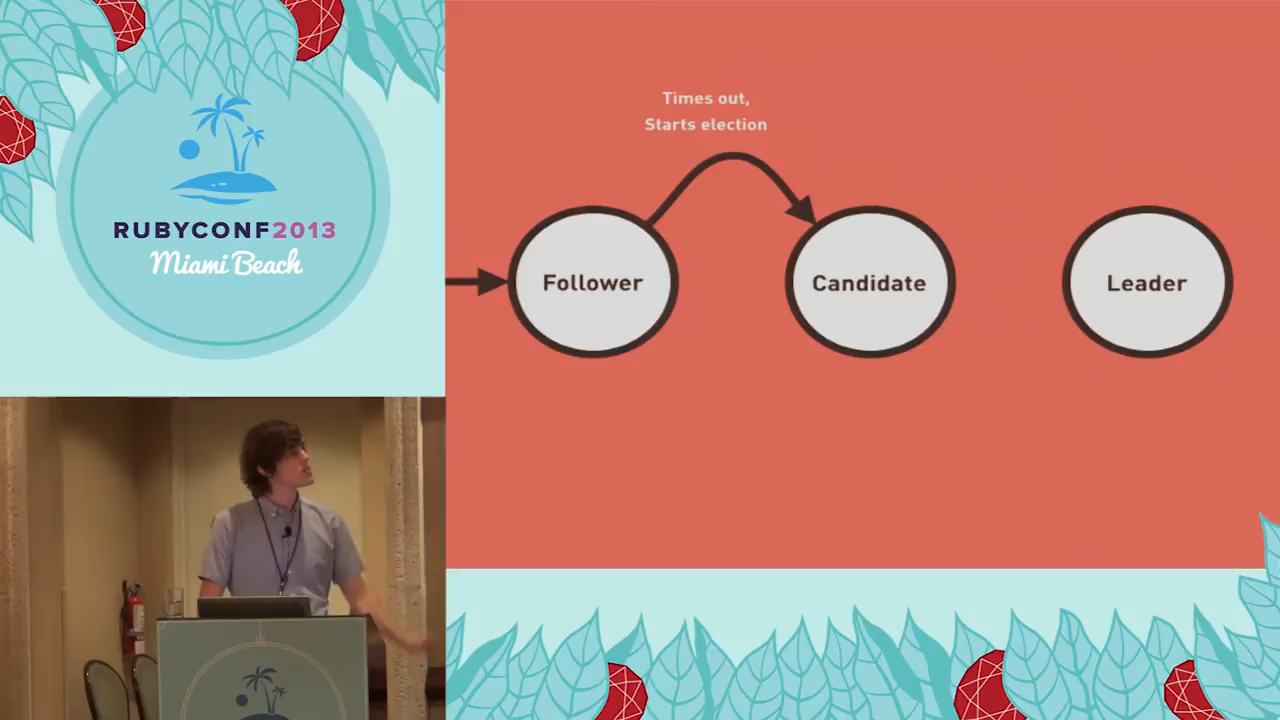 RUBYCONF2013
Miami Beach
Times out,
Starts election
Follower
Candidate
Leader